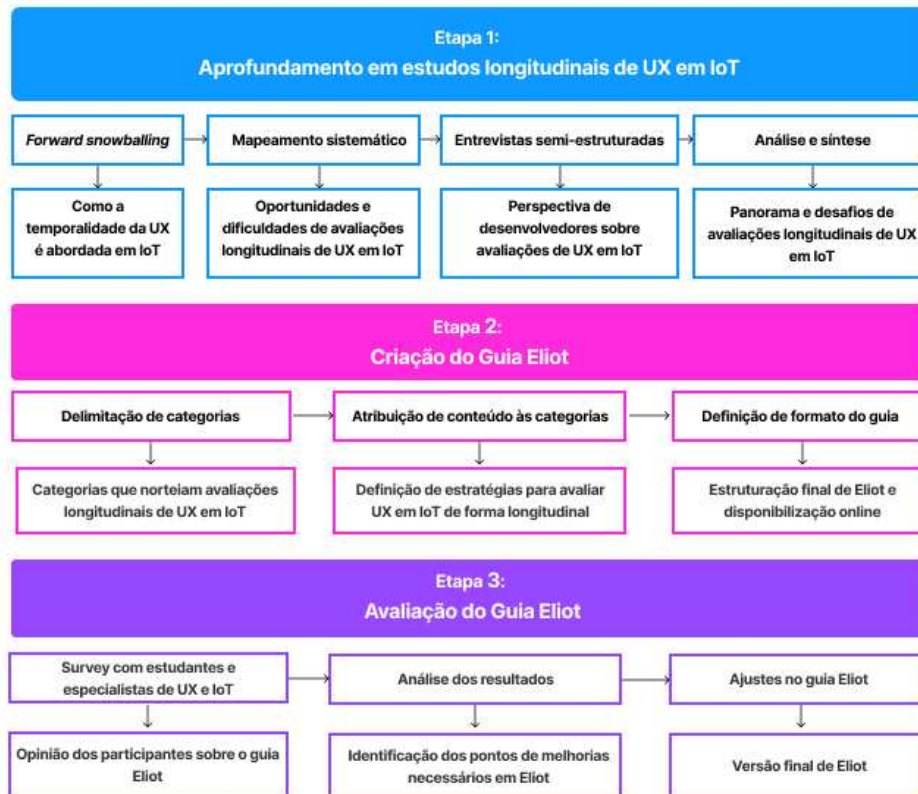 Etapa 1:
Aprofundamento em estudos longitudinais de UX em IoT
Forward snowballing
Mapeamento sistemático
Entrevistas semi-estruturadas
Análise e síntese
Como a
temporalidade da UX
é abordada em IoT
Oportunidades e
dificuldades de avaliações
longitudinais de UX em IoT
Perspectiva de
desenvolvedores sobre
avaliações de UX em IoT
Panorama e desafios de
avaliações longitudinais de UX
em IoT
Etapa 2:
Criação do Guia Eliot
Delimitação de categorias
Atribuição de conteúdo às categorias
Definição de formato do guia
Categorias que norteiam avaliações
longitudinais de UX em IoT
Definição de estratégias para avaliar
UX em IoT de forma longitudinal
Estruturação final de Eliot e
disponibilização online
Etapa 3:
Avaliação do Guia Eliot
Survey com estudantes e
especialistas de UX e IoT
Análise dos resultados
Ajustes no guia Eliot
Opinião dos participantes sobre o guia
Eliot
Identificação dos pontos de melhorias
necessários em Eliot
Versão final de Eliot